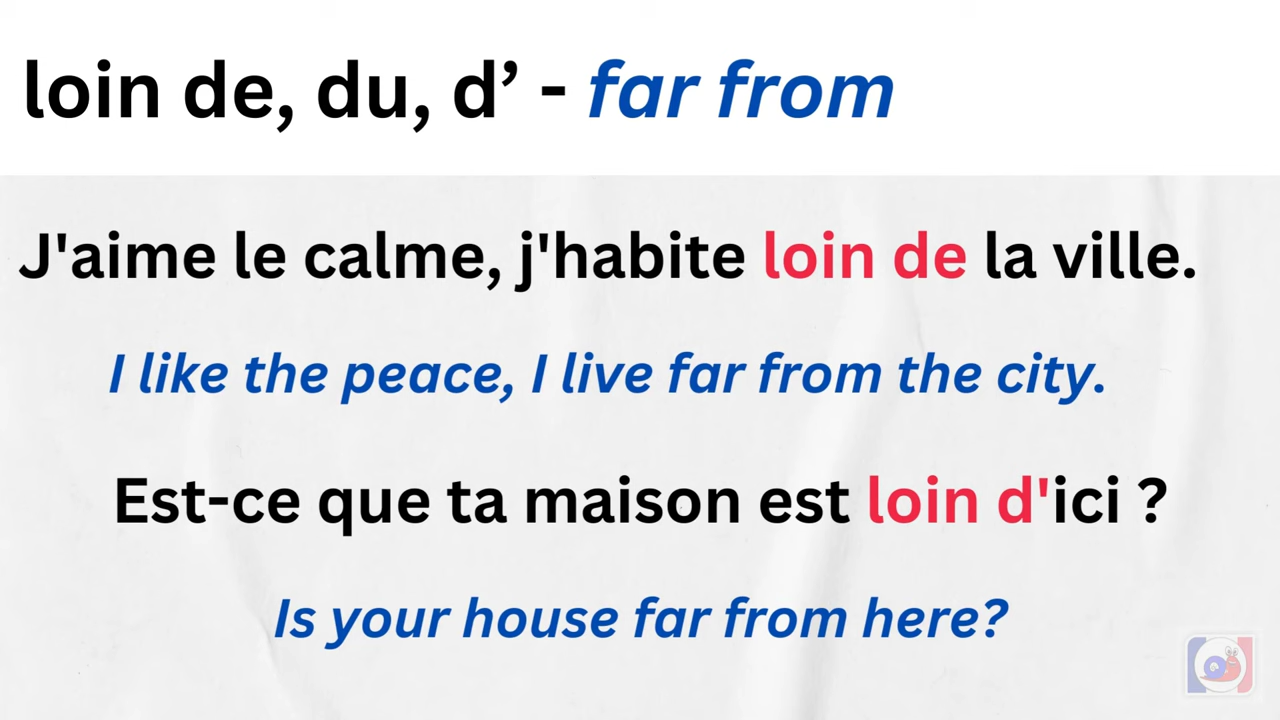 loin de, du, d’ - far from
J'aime le calme, j'habite loin de la ville.
I like the peace, I live far from the city.
Est-ce que ta maison est loin d'ici ?
Is your house far from here?